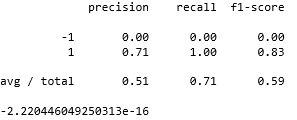 precision recall f1-score
-1 0.00 0.00 0.00
1 0.71 1.00 0.83
avg / total 0.51 0.71 0.59
-2.220446049250313e-16